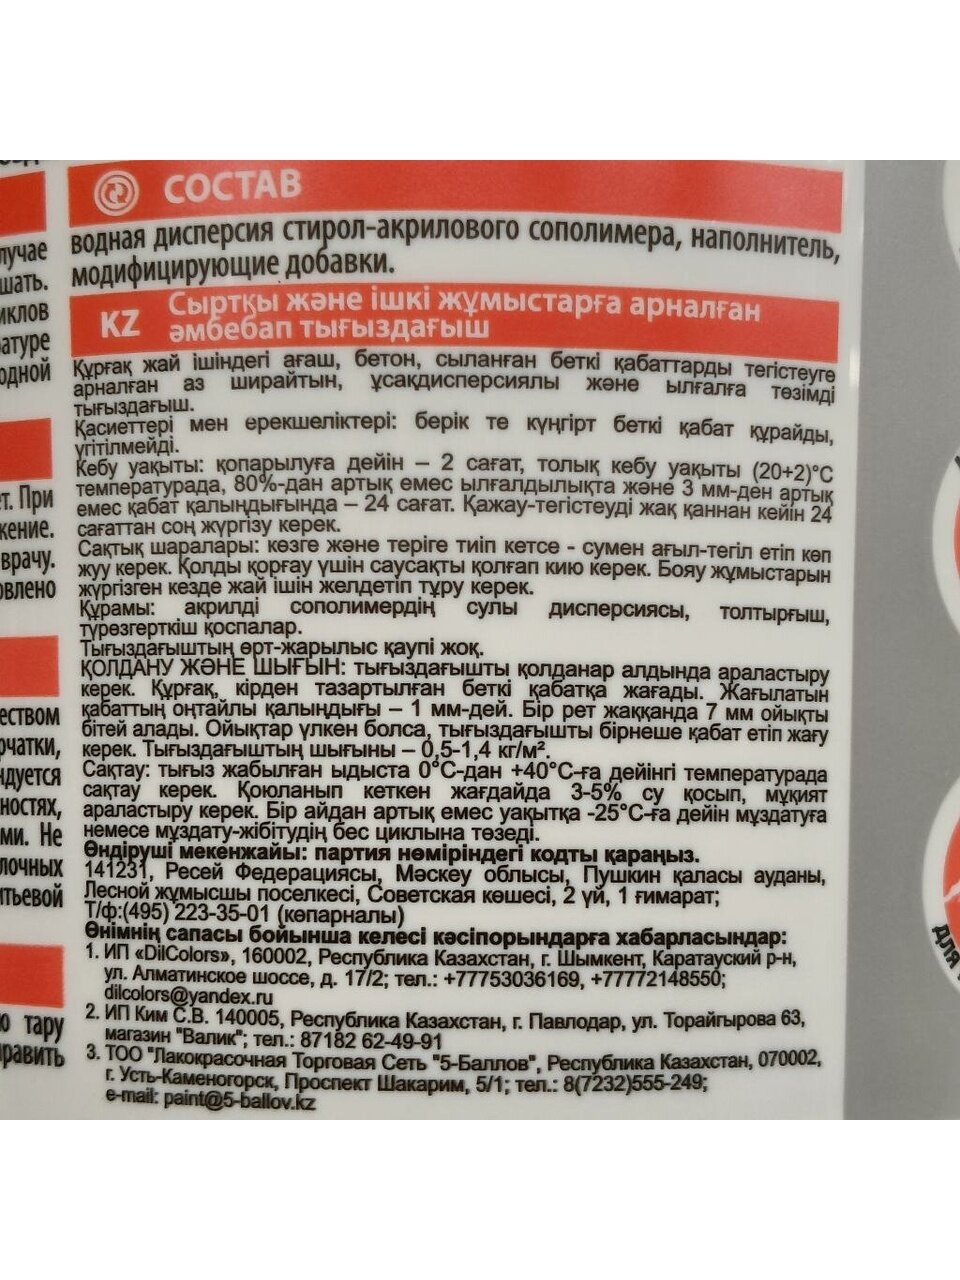 СОСТАВ
водная дисперсия стирол-акрилового сополимера, наполнитель,
модифицирующие добавки.
KZ
Сыртқы және ішкі жұмыстарға арналған
әмбебап тығыздағыш
Құрғақ жай ішіндегі ағаш, бетон, сыланған беткі қабаттарды тегістеуге
арналған аз ширайтын, ұсақдисперсиялы және ылғалға төзімді
тығыздағыш.
Қасиеттері мен ерекшеліктері: берік те күңгірт беткі қабат құрайды,
үгітілмейді.
Кебу уақыты: қопарылуға дейін – 2 сағат, толық кебу уақыты (20+2)°С
температурада, 80%-дан артық емес ылғалдылықта және 3 мм-ден артық
емес қабат қалыңдығында – 24 сағат. Қажау-тегістеуді жақ қаннан кейін 24
сағаттан соң жүргізу керек.
Сақтық шаралары: көзге және теріге тиіп кетсе - сумен ағыл-тегіл етіп көп
жуу керек. Қолды қорғау үшін саусақты қолғап кию керек. Бояу жұмыстарын
жүргізген кезде жай ішін желдетіп тұру керек.
Құрамы: акрилді сополимердің сулы дисперсиясы, толтырғыш,
түрөзгерткіш қоспалар.
Тығыздағыштың өрт-жарылыс қаупі жоқ.
ҚОЛДАНУ ЖӘНЕ ШЫҒЫН: тығыздағышты қолданар алдында араластыру
керек. Құрғақ, кірден тазартылған беткі қабатқа жағады. Жағылатын
қабаттың оңтайлы қалыңдығы – 1 мм-дей. Бір рет жаққанда 7 мм ойықты
бітей алады. Ойықтар үлкен болса, тығыздағышты бірнеше қабат етіп жағу
керек. Тығыздағыштың шығыны – 0,5-1,4 кг/м².
Сақтау: тығыз жабылған ыдыста 0°С-дан +40°С-ға дейінгі температурада
сақтау керек. Қоюланып кеткен жағдайда 3-5% су қосып, мұқият
араластыру керек. Бір айдан артық емес уақытқа -25°С-ға дейін мұздатуға
немесе мұздату-жібітудің бес циклына төзеді.
Өндіруші мекенжайы: партия нөміріндегі кодты қараңыз.
141231, Ресей Федерациясы, Мәскеу облысы, Пушкин қаласы ауданы,
Лесной жұмысшы поселкесі, Советская көшесі, 2 үй, 1 ғимарат;
Т/ф:(495) 223-35-01 (көпарналы)
Өнімнің сапасы бойынша келесі кәсіпорындарға хабарласыңдар:
1. ИП «DilColors», 160002, Республика Казахстан, г. Шымкент, Каратауский р-н,
ул. Алматинское шоссе, д. 17/2; тел.: +77753036169, +77772148550;
dilcolors@yandex.ru
2. ИП Ким С.В. 140005, Республика Казахстан, г. Павлодар, ул. Торайгырова 63,
магазин "Валик"; тел.: 87182 62-49-91
3. ТОО "Лакокрасочная Торговая Сеть "5-Баллов", Республика Казахстан, 070002,
г. Усть-Каменогорск, Проспект Шакарим, 5/1; тел.: 8(7232)555-249;
e-mail: paint@5-ballov.kz